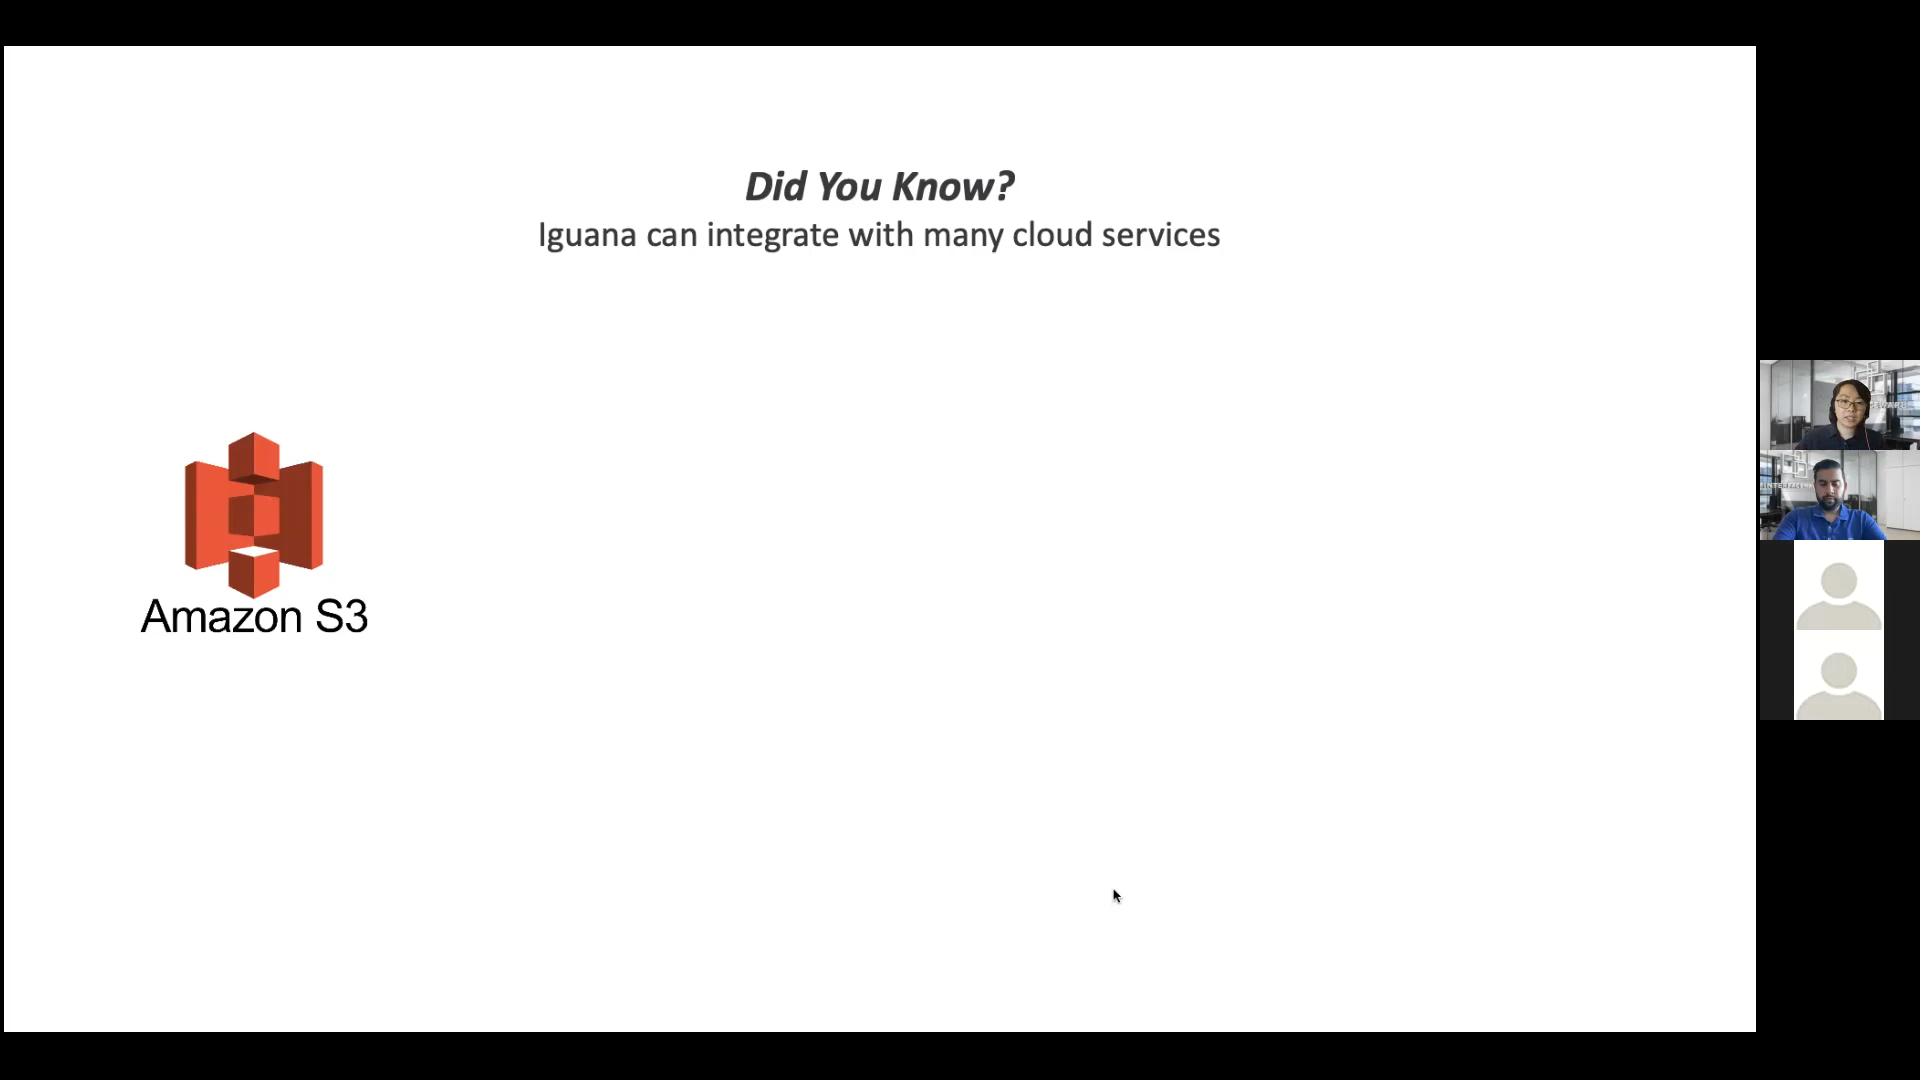 Did You Know?
Iguana can integrate with many cloud services
Amazon S3